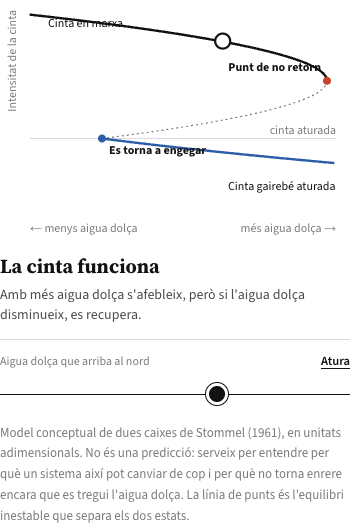 Intensitat de la cinta
Cinta en marxa
Punt de no retorn
cinta aturada
Es torna a engegar
Cinta gairebé aturada
← menys aigua dolça
més aigua dolça →
La cinta funciona
Amb més aigua dolça s'afebleix, però si l'aigua dolça
disminueix, es recupera.
Aigua dolça que arriba al nord
Atura
Model conceptual de dues caixes de Stommel (1961), en unitats
adimensionals. No és una predicció: serveix per entendre per
què un sistema així pot canviar de cop i per què no torna enrere
encara que es tregui l'aigua dolça. La línia de punts és l'equilibri
inestable que separa els dos estats.